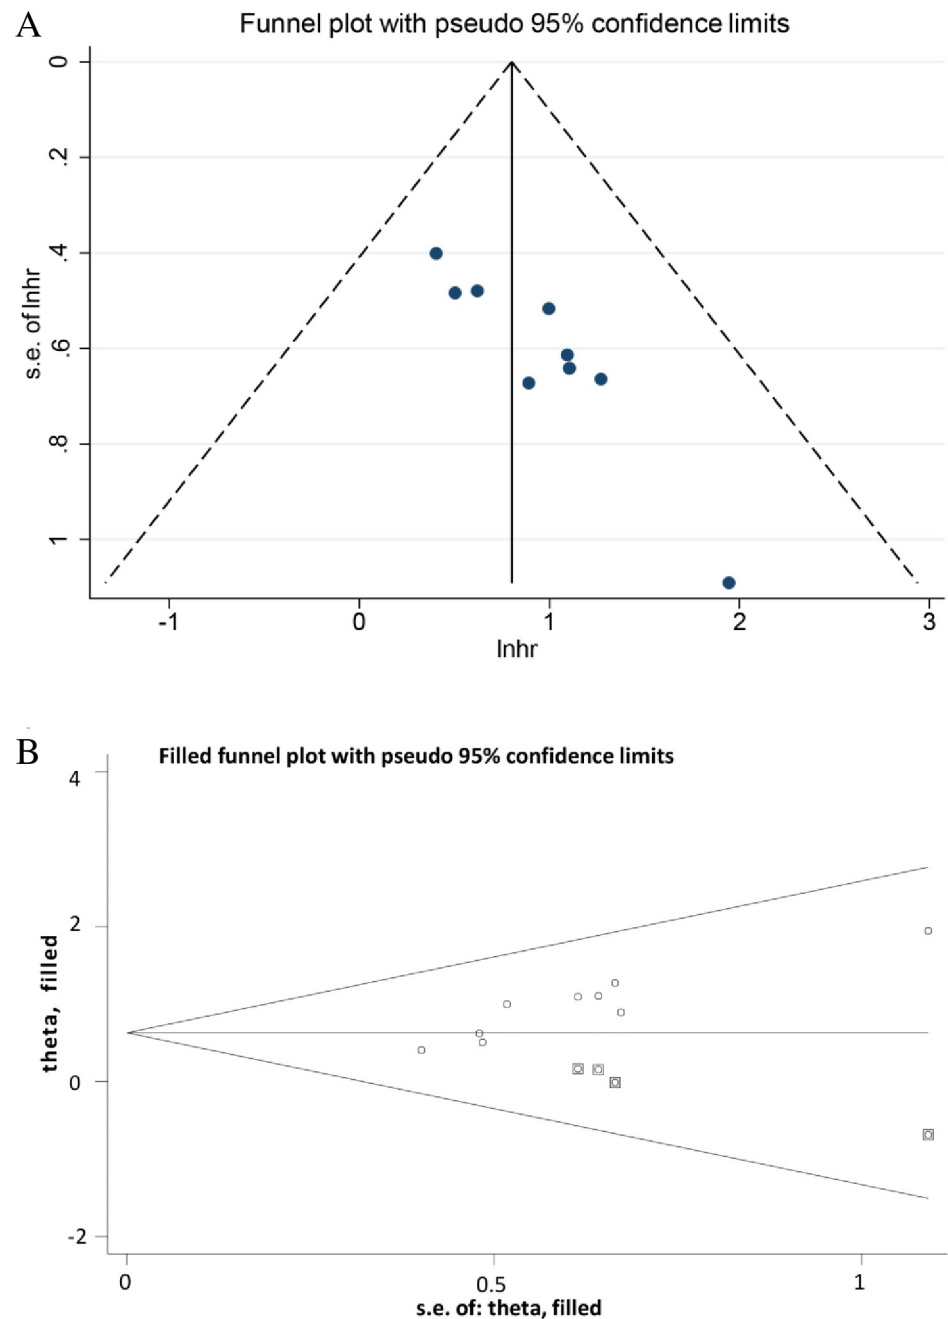 A
Funnel plot with pseudo 95% confidence limits
0
.2
.4
.6
.8
1
s.e. of lnhr
-1 0 1 2 3
lnhr
B
Filled funnel plot with pseudo 95% confidence limits
4
2
0
-2
theta, filled
0 0.5 1
s.e. of: theta, filled